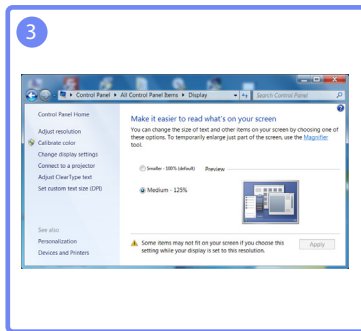 3
Control Panel ▸ All Control Panel Items ▸ Display
Search Control Panel
Control Panel Home
Adjust resolution
Calibrate color
Change display settings
Connect to a projector
Adjust ClearType text
Set custom text size (DPI)
See also
Personalization
Devices and Printers
Make it easier to read what's on your screen
You can change the size of text and other items on your screen by choosing one of
these options. To temporarily enlarge just part of the screen, use the Magnifier
tool.
Smaller - 100% (default)
Preview
Medium - 125%
Some items may not fit on your screen if you choose this
setting while your display is set to this resolution.
Apply